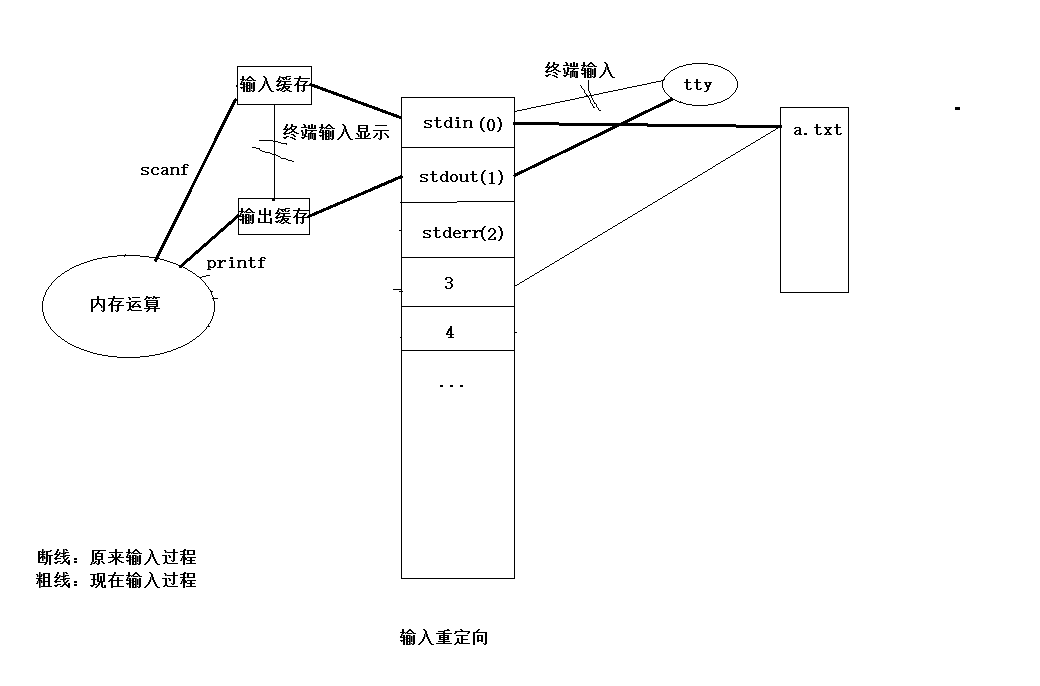 终端输入
tty
输入缓存
stdin(0)
终端输入显示
a.txt
scanf
stdout(1)
输出缓存
stderr(2)
printf
3
内存运算
4
...
断线：原来输入过程
粗线：现在输入过程
输入重定向